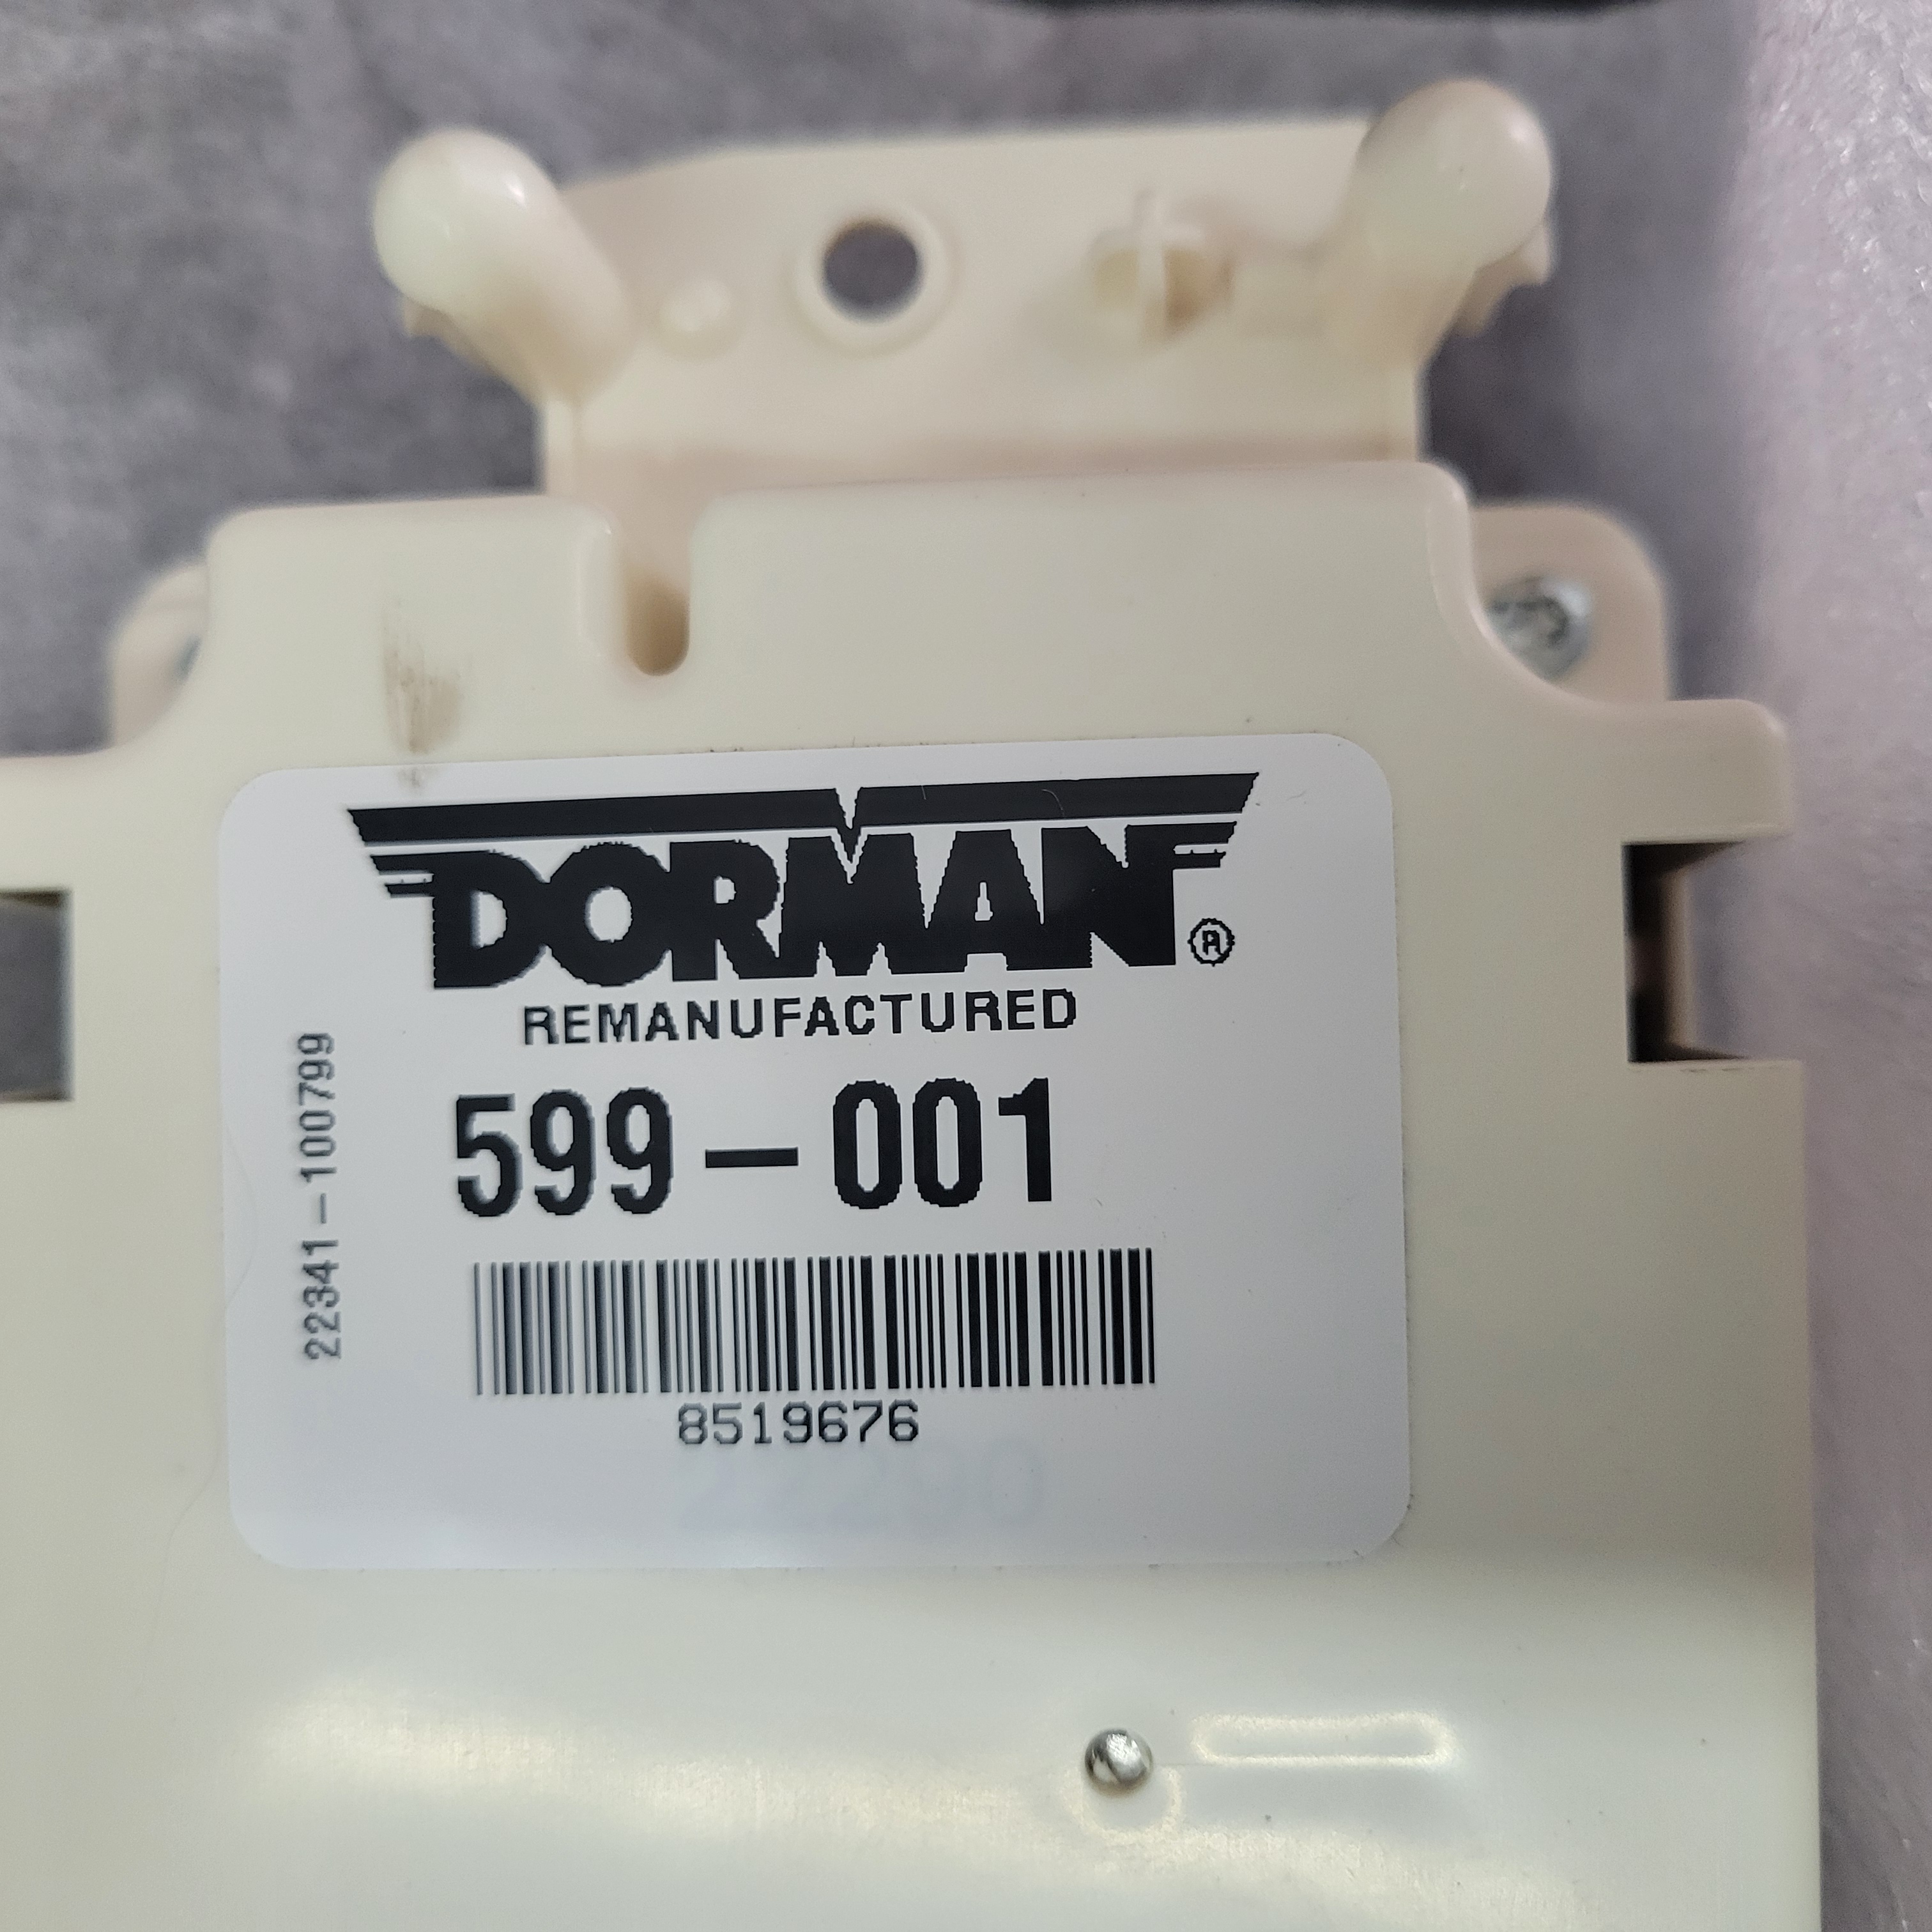 DORMAN®
REMANUFACTURED
599-001
22341-100799
8519676